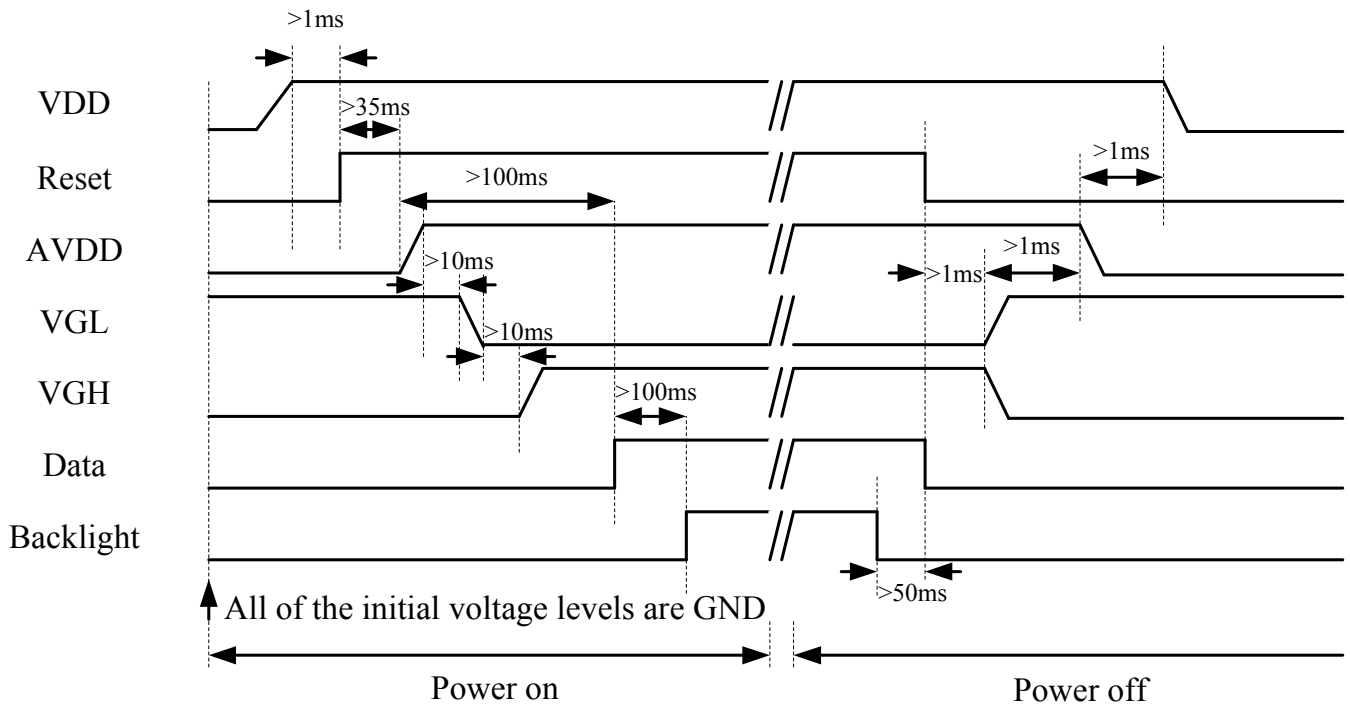 >1ms
VDD
>35ms
Reset
>1ms
>100ms
AVDD
>1ms
>10ms
>1ms
VGL
>10ms
VGH
>100ms
Data
Backlight
>50ms
All of the initial voltage levels are GND
Power on
Power off